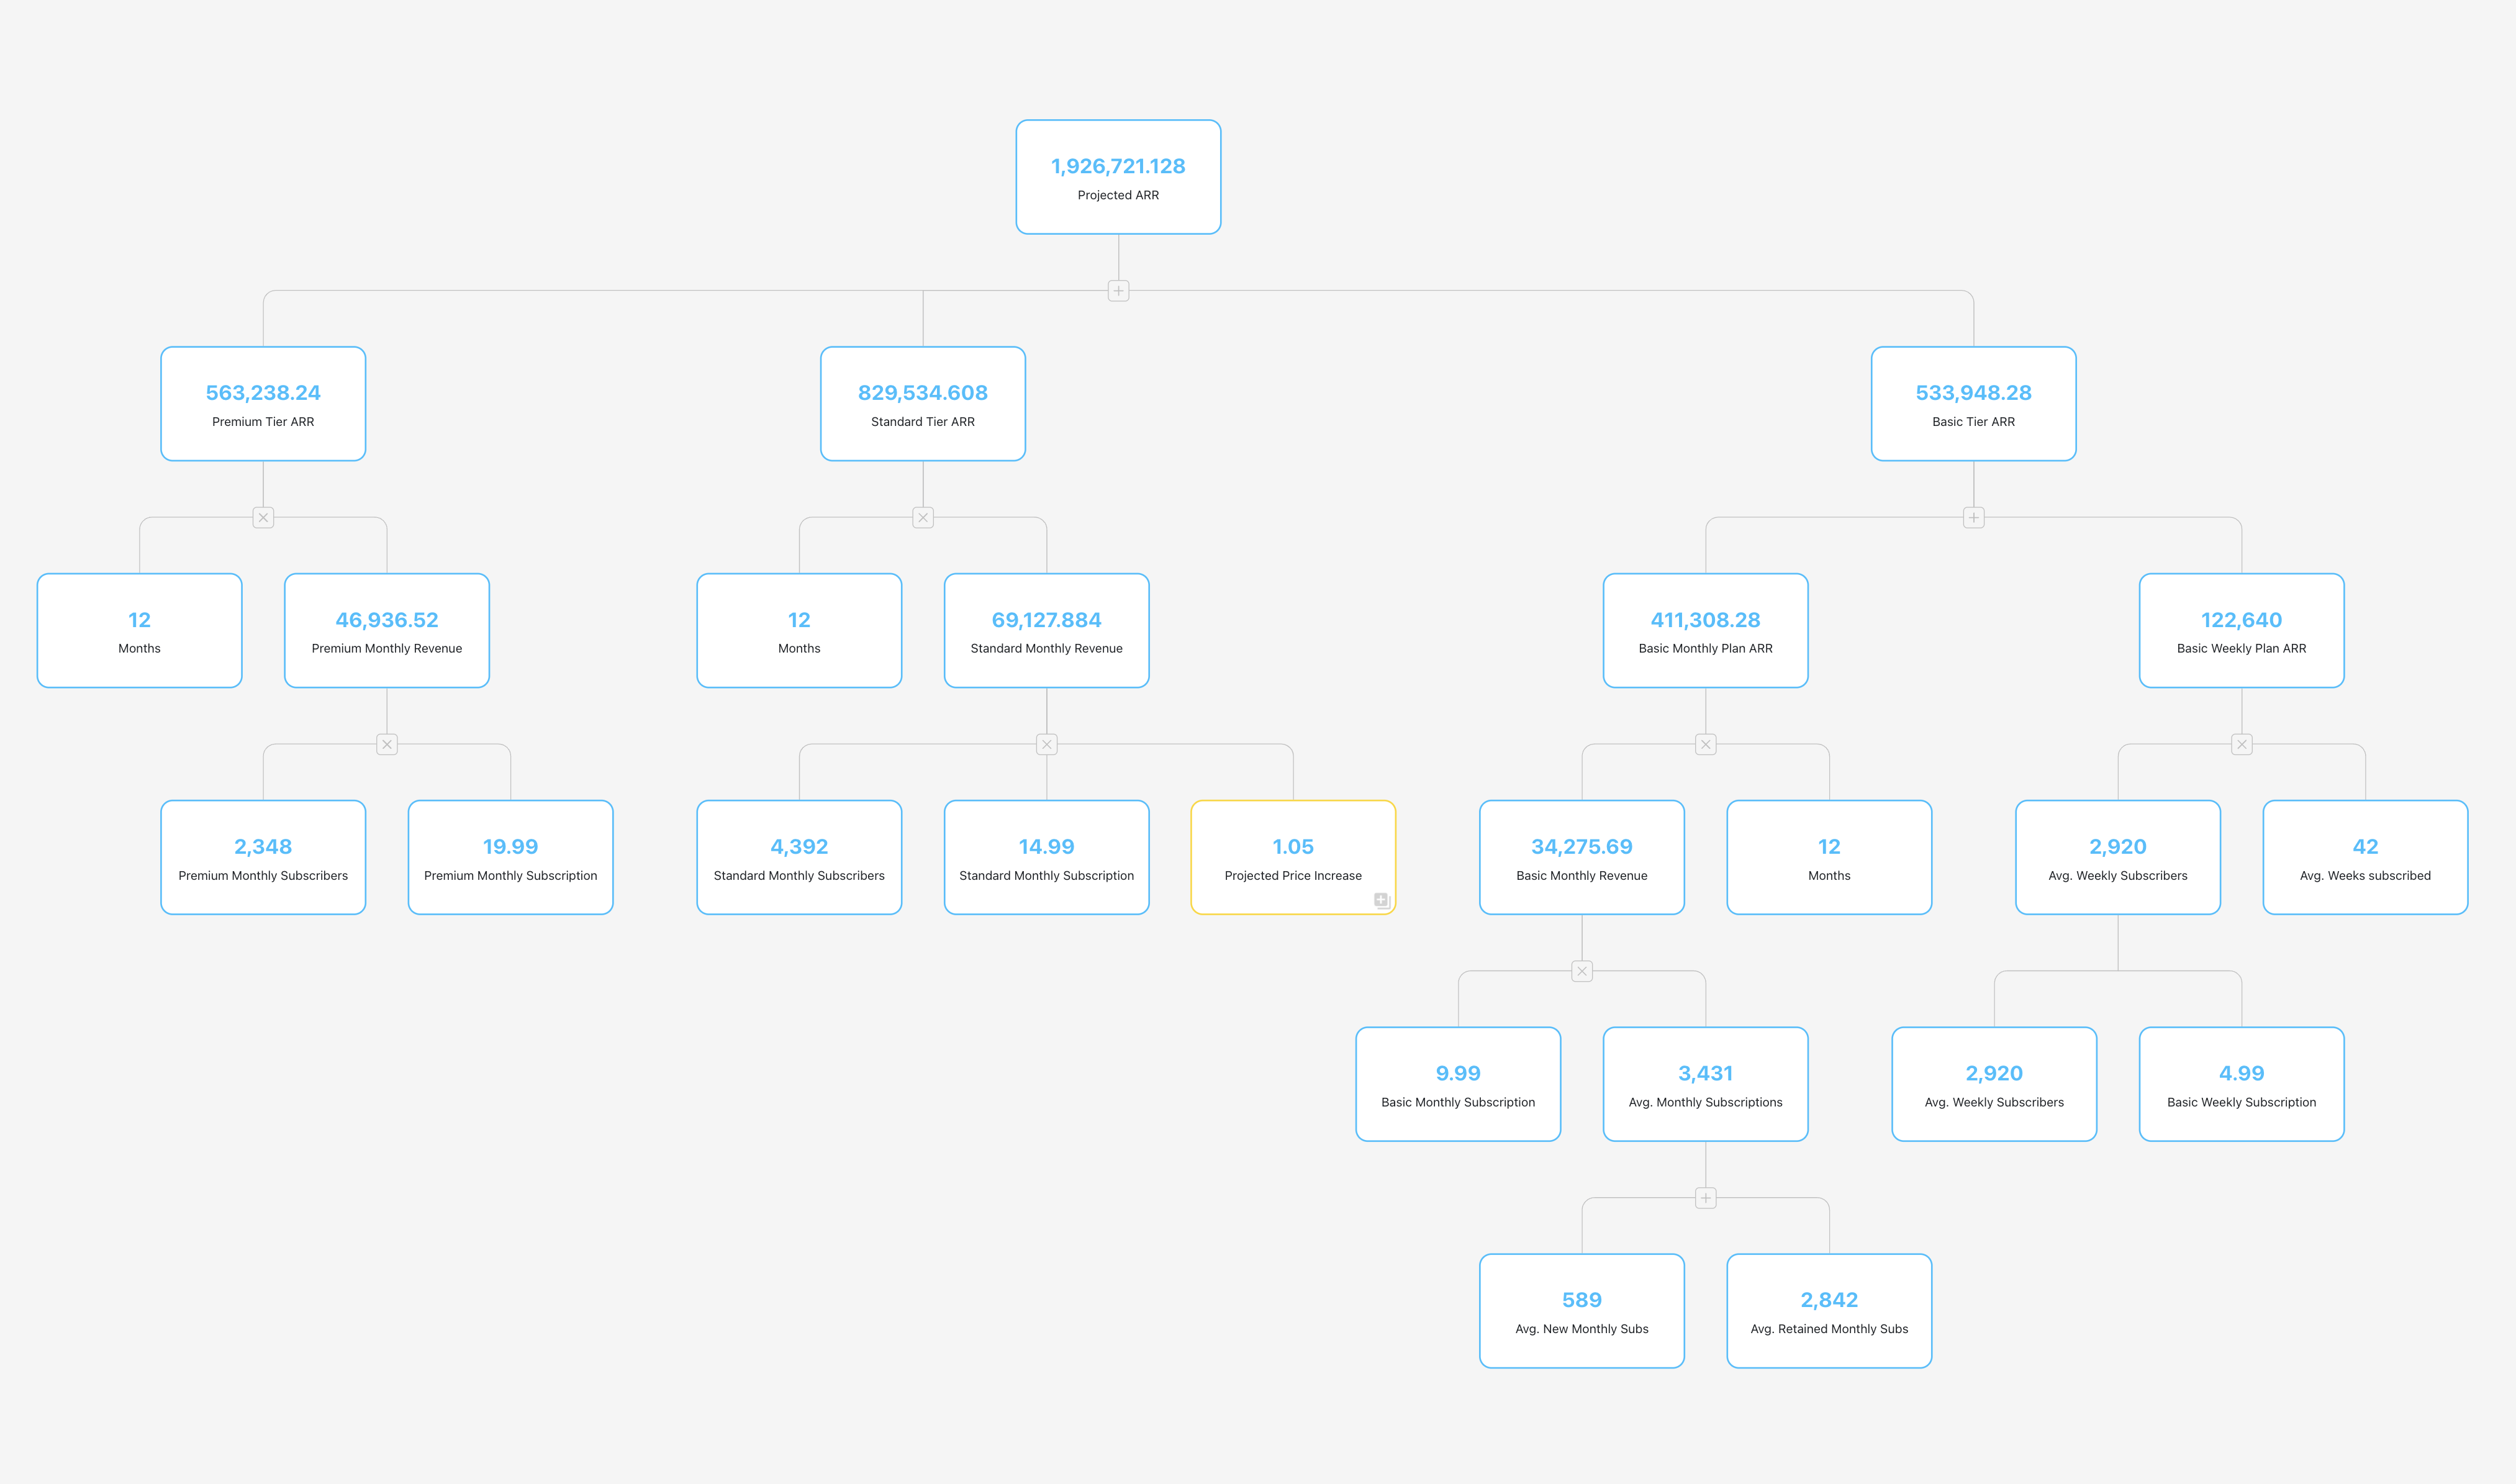 1,926,721.128
Projected ARR
563,238.24
Premium Tier ARR
829,534.608
Standard Tier ARR
533,948.28
Basic Tier ARR
12
Months
46,936.52
Premium Monthly Revenue
12
Months
69,127.884
Standard Monthly Revenue
411,308.28
Basic Monthly Plan ARR
122,640
Basic Weekly Plan ARR
2,348
Premium Monthly Subscribers
19.99
Premium Monthly Subscription
4,392
Standard Monthly Subscribers
14.99
Standard Monthly Subscription
1.05
Projected Price Increase
34,275.69
Basic Monthly Revenue
12
Months
2,920
Avg. Weekly Subscribers
42
Avg. Weeks subscribed
9.99
Basic Monthly Subscription
3,431
Avg. Monthly Subscriptions
2,920
Avg. Weekly Subscribers
4.99
Basic Weekly Subscription
589
Avg. New Monthly Subs
2,842
Avg. Retained Monthly Subs